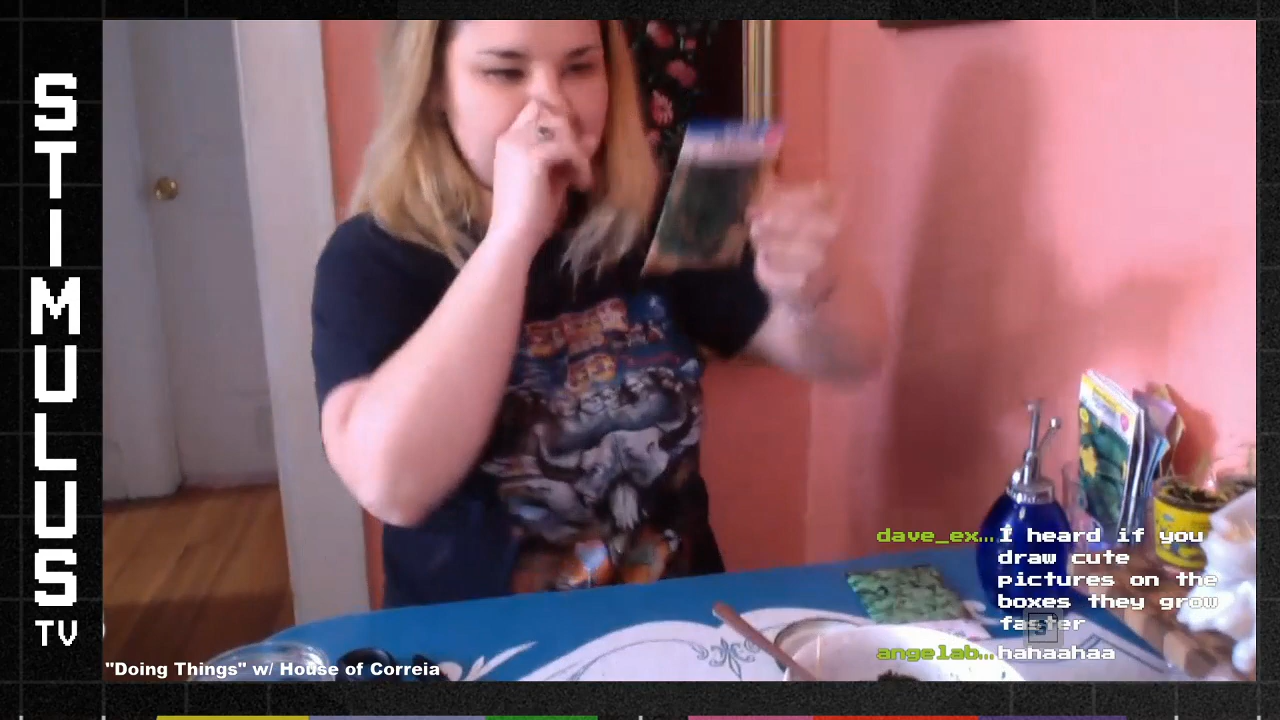 STIMULUS
TV
dave_ex... I heard if you
draw cute
pictures on the
boxes they grow
faster
angelab... hahaahaa
"Doing Things" w/ House of Correia